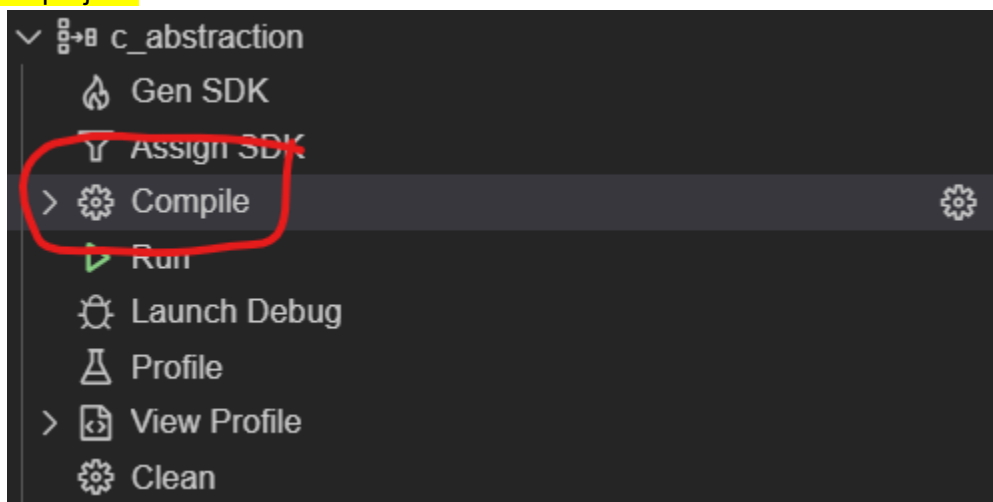 c_abstraction
Gen SDK
Assign SDK
Compile
Run
Launch Debug
Profile
View Profile
Clean